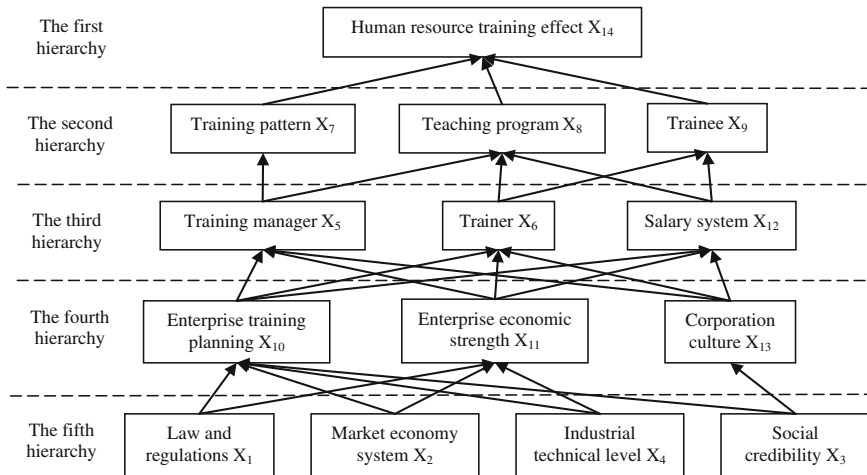 The first
hierarchy
Human resource training effect X₁₄
The second
hierarchy
Training pattern X₇
Teaching program X₈
Trainee X₉
The third
hierarchy
Training manager X₅
Trainer X₆
Salary system X₁₂
The fourth
hierarchy
Enterprise training
planning X₁₀
Enterprise economic
strength X₁₁
Corporation
culture X₁₃
The fifth
hierarchy
Law and
regulations X₁
Market economy
system X₂
Industrial
technical level X₄
Social
credibility X₃